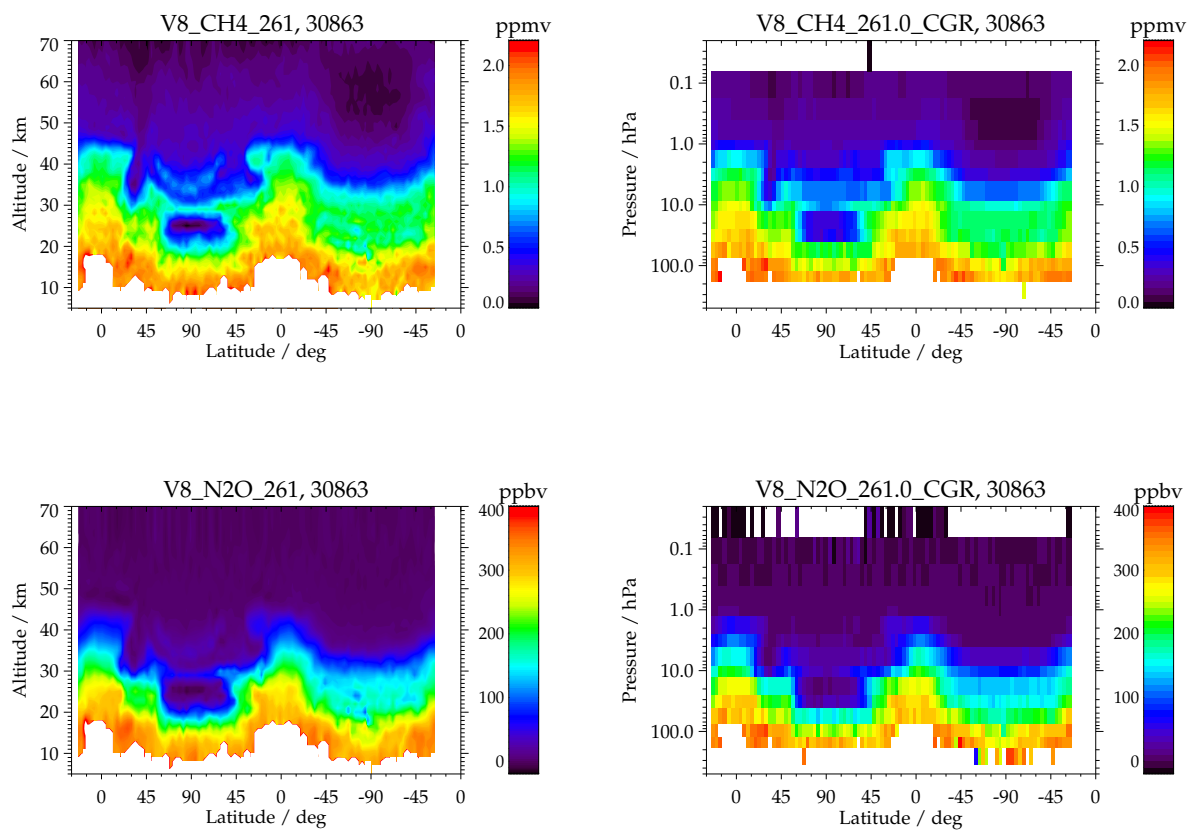 V8_CH4_261, 30863
ppmv
70
60
50
40
30
20
10
Altitude / km
0 45 90 45 0 -45 -90 -45 0
Latitude / deg
2.0
1.5
1.0
0.5
0.0
V8_CH4_261.0_CGR, 30863
ppmv
0.1
1.0
10.0
100.0
Pressure / hPa
0 45 90 45 0 -45 -90 -45 0
Latitude / deg
2.0
1.5
1.0
0.5
0.0
V8_N2O_261, 30863
ppbv
70
60
50
40
30
20
10
Altitude / km
0 45 90 45 0 -45 -90 -45 0
Latitude / deg
400
300
200
100
0
V8_N2O_261.0_CGR, 30863
ppbv
0.1
1.0
10.0
100.0
Pressure / hPa
0 45 90 45 0 -45 -90 -45 0
Latitude / deg
400
300
200
100
0